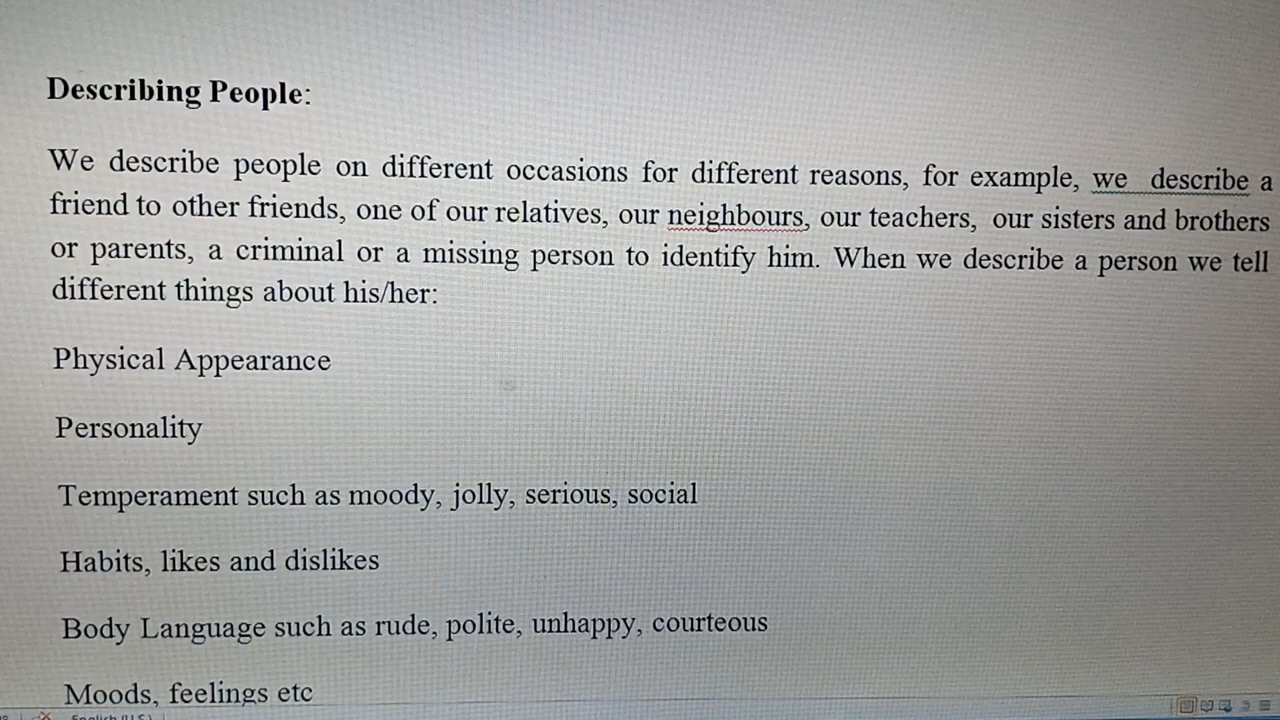 Describing People:
We describe people on different occasions for different reasons, for example, we describe a
friend to other friends, one of our relatives, our neighbours, our teachers, our sisters and brothers
or parents, a criminal or a missing person to identify him. When we describe a person we tell
different things about his/her:
Physical Appearance
Personality
Temperament such as moody, jolly, serious, social
Habits, likes and dislikes
Body Language such as rude, polite, unhappy, courteous
Moods, feelings etc
English (U.S.)